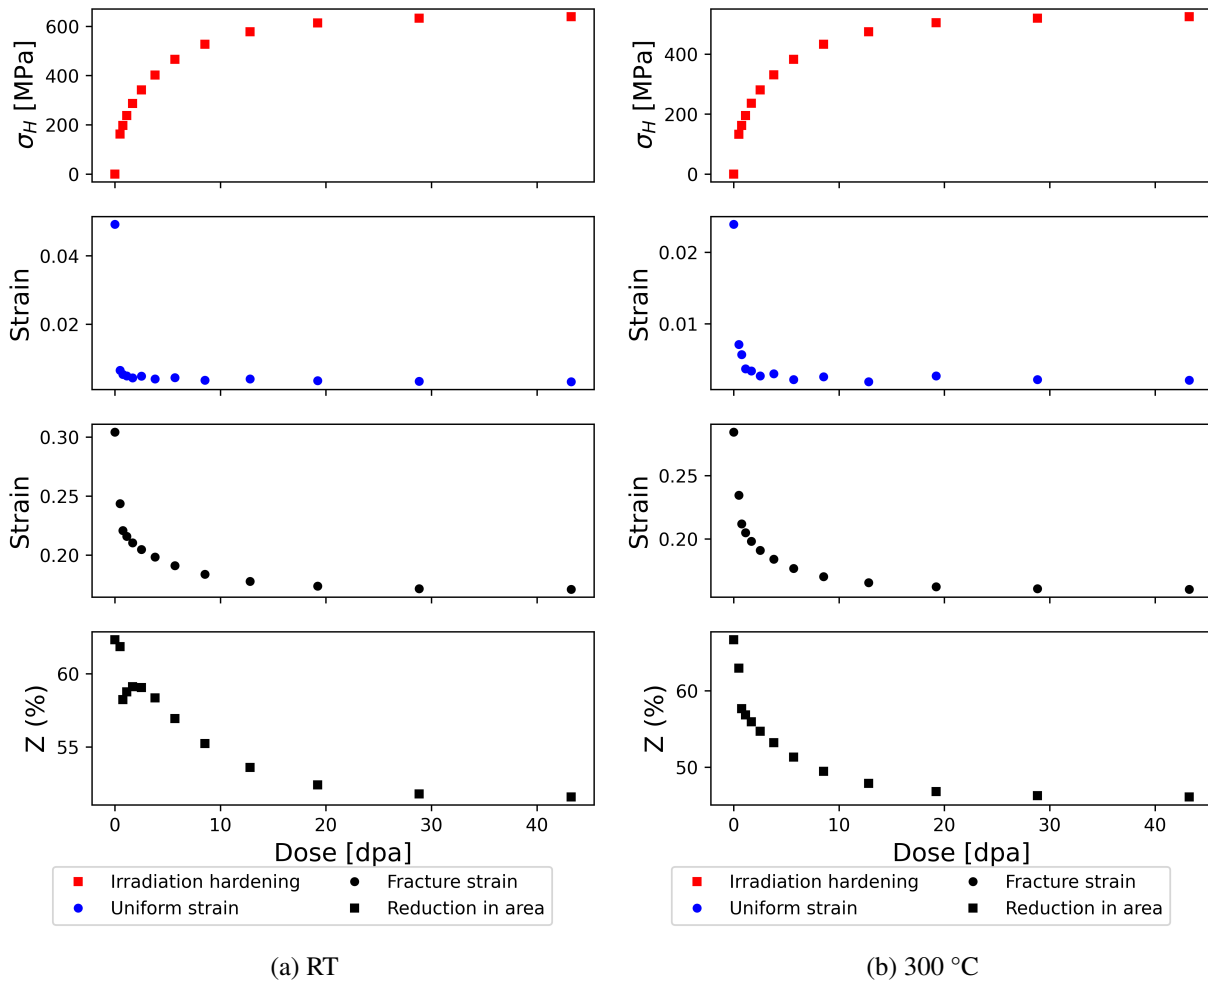 σH [MPa]
600
400
200
0
Strain
0.04
0.02
Strain
0.30
0.25
0.20
Z (%)
60
55
0 10 20 30 40
Dose [dpa]
Irradiation hardening Fracture strain
Uniform strain Reduction in area
(a) RT
σH [MPa]
400
200
0
Strain
0.02
0.01
Strain
0.25
0.20
Z (%)
60
50
0 10 20 30 40
Dose [dpa]
Irradiation hardening Fracture strain
Uniform strain Reduction in area
(b) 300 °C